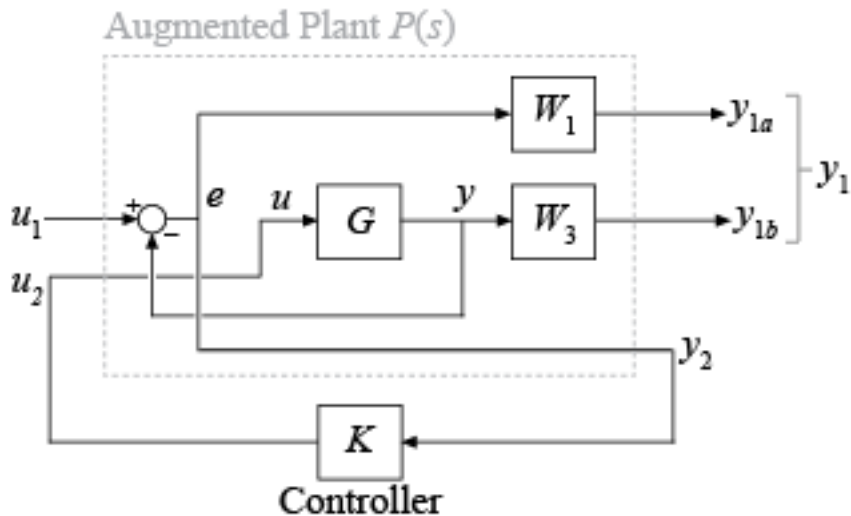 Augmented Plant P(s)
W₁
y₁ₐ
y₁
u₁
+
−
e
u
G
y
W₃
y₁b
u₂
y₂
K
Controller